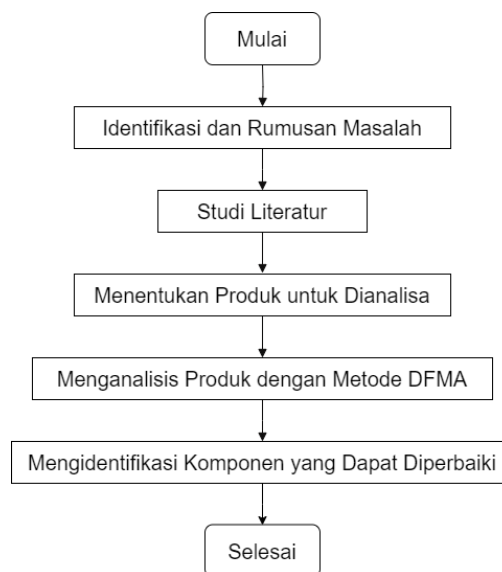 Mulai
Identifikasi dan Rumusan Masalah
Studi Literatur
Menentukan Produk untuk Dianalisa
Menganalisis Produk dengan Metode DFMA
Mengidentifikasi Komponen yang Dapat Diperbaiki
Selesai